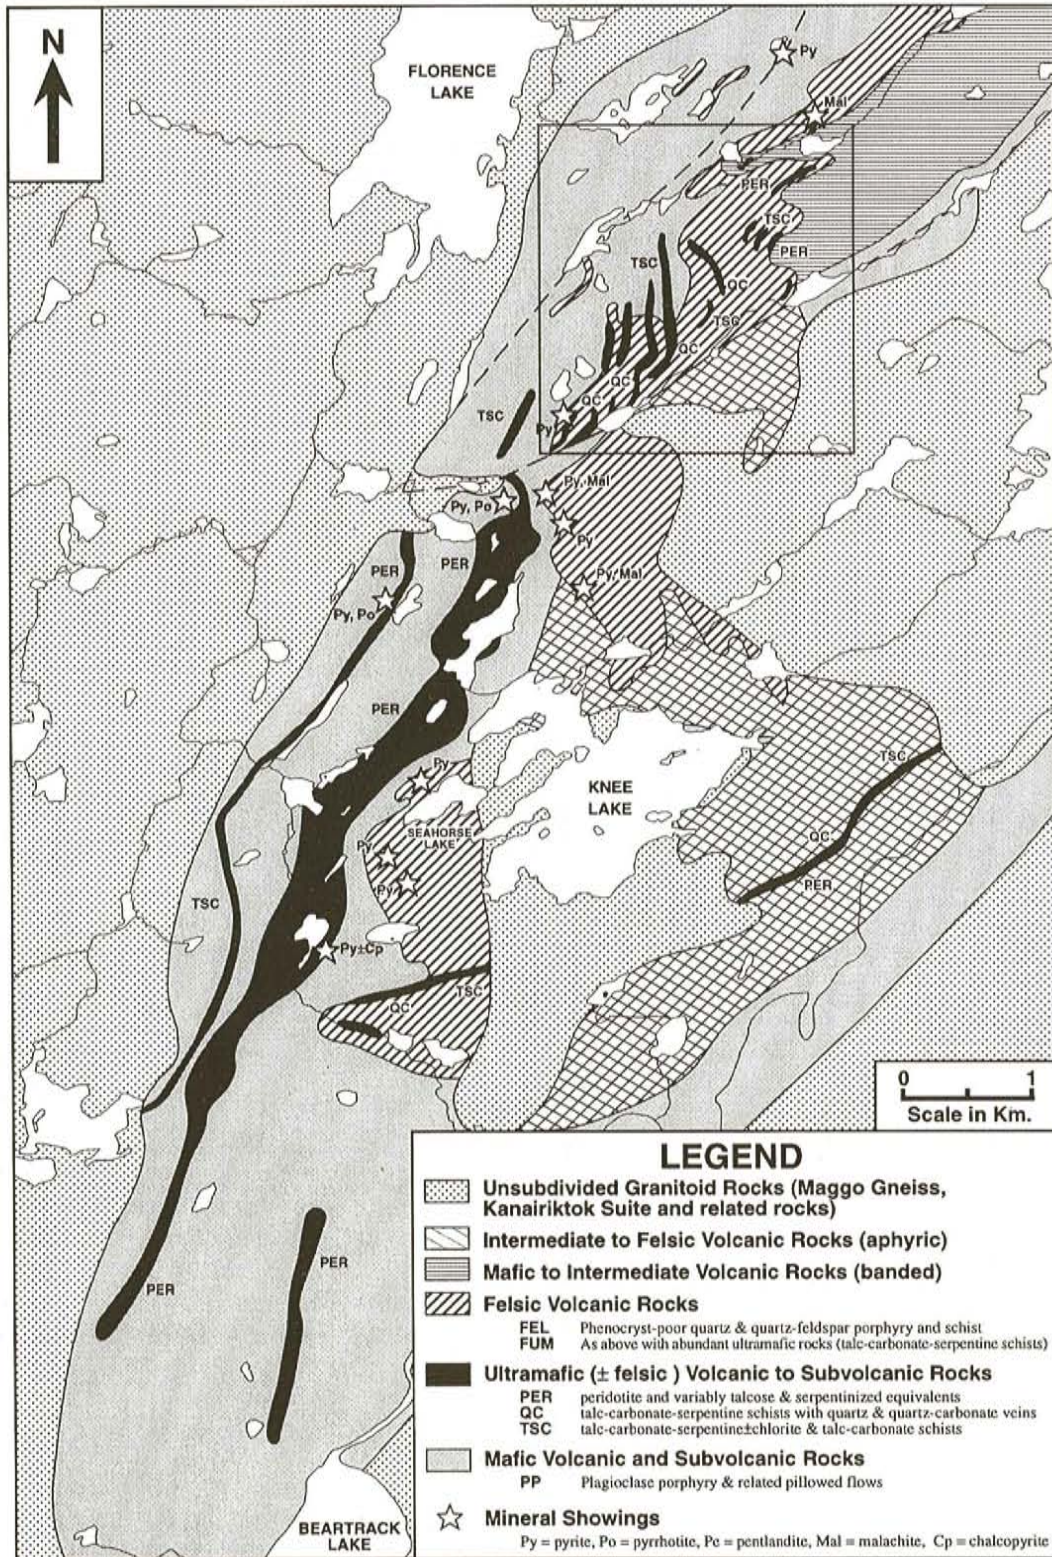 N
FLORENCE
LAKE
Py
Mal
PER
TSC
PER
TSC
QC
TSC
QC
QC
QC
TSC
Py
Py, Mal
Py, Po
Py
PER
PER
Py, Mal
Py, Po
PER
TSC
Py
KNEE
LAKE
SEAHORSE
LAKE
QC
Py
PER
Py
TSC
Py±Cp
TSC
QC
0 1
Scale in Km.
PER
PER
BEARTRACK
LAKE
LEGEND
Unsubdivided Granitoid Rocks (Maggo Gneiss,
Kanairiktok Suite and related rocks)
Intermediate to Felsic Volcanic Rocks (aphyric)
Mafic to Intermediate Volcanic Rocks (banded)
Felsic Volcanic Rocks
FEL Phenocryst-poor quartz & quartz-feldspar porphyry and schist
FUM As above with abundant ultramafic rocks (talc-carbonate-serpentine schists)
Ultramafic (± felsic ) Volcanic to Subvolcanic Rocks
PER peridotite and variably talcose & serpentinized equivalents
QC talc-carbonate-serpentine schists with quartz & quartz-carbonate veins
TSC talc-carbonate-serpentine±chlorite & talc-carbonate schists
Mafic Volcanic and Subvolcanic Rocks
PP Plagioclase porphyry & related pillowed flows
Mineral Showings
Py = pyrite, Po = pyrrhotite, Pe = pentlandite, Mal = malachite, Cp = chalcopyrite